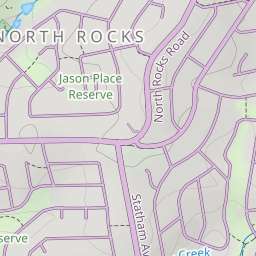 NORTH ROCKS
Jason Place
Reserve
North Rocks Road
Statham Av
serve
Creek